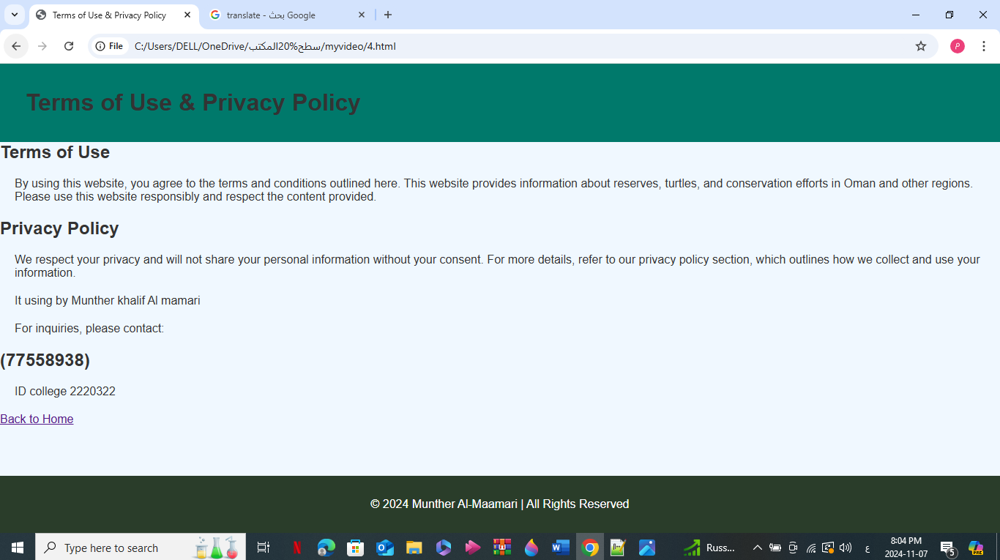 Terms of Use & Privacy Policy
translate - بحث Google
File
C:/Users/DELL/OneDrive/سطح%20المكتب/myvideo/4.html
Terms of Use & Privacy Policy
Terms of Use
By using this website, you agree to the terms and conditions outlined here. This website provides information about reserves, turtles, and conservation efforts in Oman and other regions.
Please use this website responsibly and respect the content provided.
Privacy Policy
We respect your privacy and will not share your personal information without your consent. For more details, refer to our privacy policy section, which outlines how we collect and use your
information.
It using by Munther khalif Al mamari
For inquiries, please contact:
(77558938)
ID college 2220322
Back to Home
© 2024 Munther Al-Maamari | All Rights Reserved
Type here to search
Russ...
ع
8:04 PM
2024-11-07
5
PRE